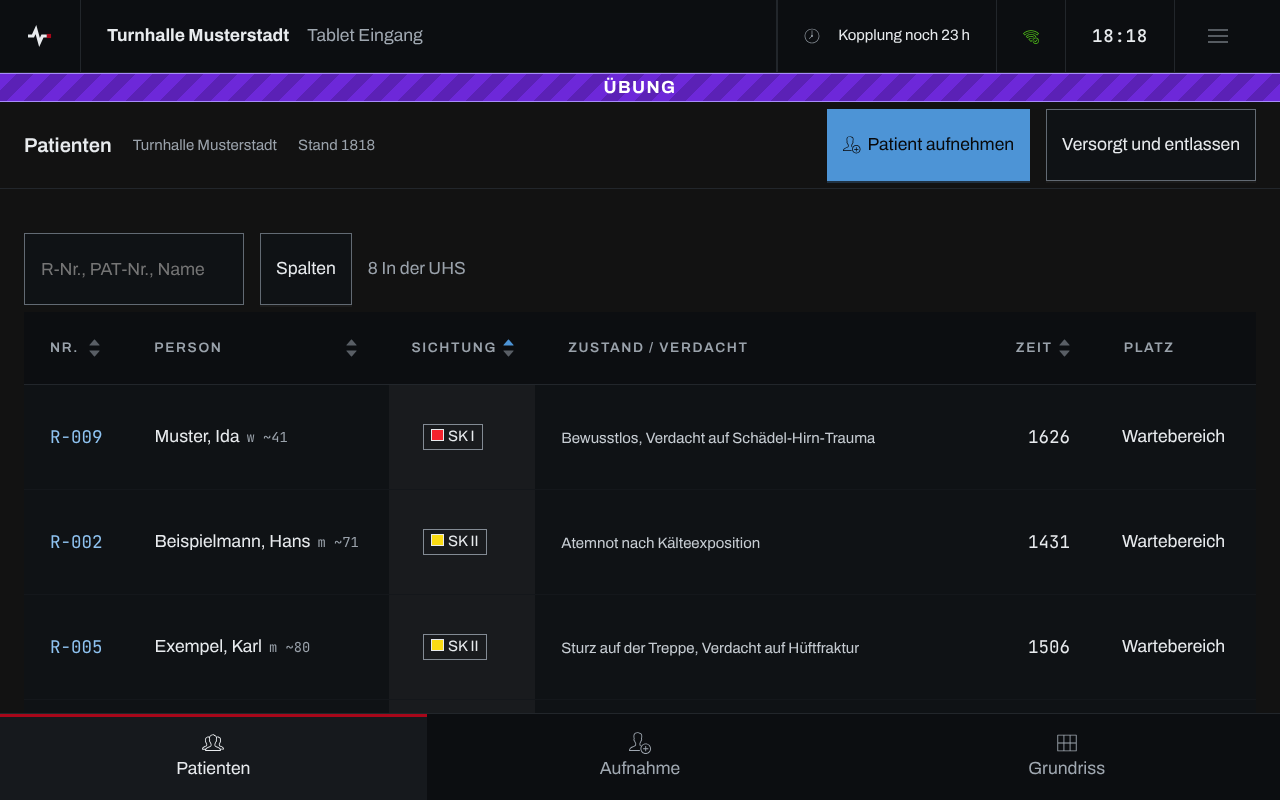 Turnhalle Musterstadt Tablet Eingang Kopplung noch 23 h 18:18
ÜBUNG
Patienten Turnhalle Musterstadt Stand 1818 Patient aufnehmen Versorgt und entlassen
R-Nr., PAT-Nr., Name Spalten 8 In der UHS
NR. PERSON SICHTUNG ZUSTAND / VERDACHT ZEIT PLATZ
R-009 Muster, Ida w ~41 SK I Bewusstlos, Verdacht auf Schädel-Hirn-Trauma 1626 Wartebereich
R-002 Beispielmann, Hans m ~71 SK II Atemnot nach Kälteexposition 1431 Wartebereich
R-005 Exempel, Karl m ~80 SK II Sturz auf der Treppe, Verdacht auf Hüftfraktur 1506 Wartebereich
Patienten Aufnahme Grundriss